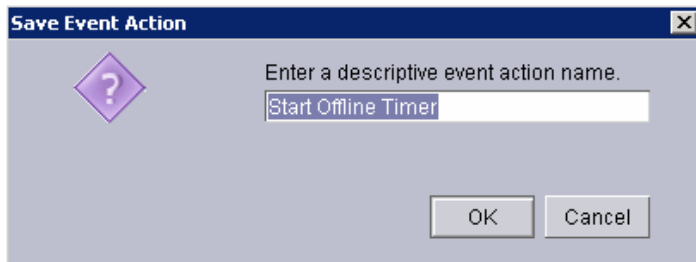 Save Event Action
Enter a descriptive event action name.
Start Offline Timer
OK
Cancel